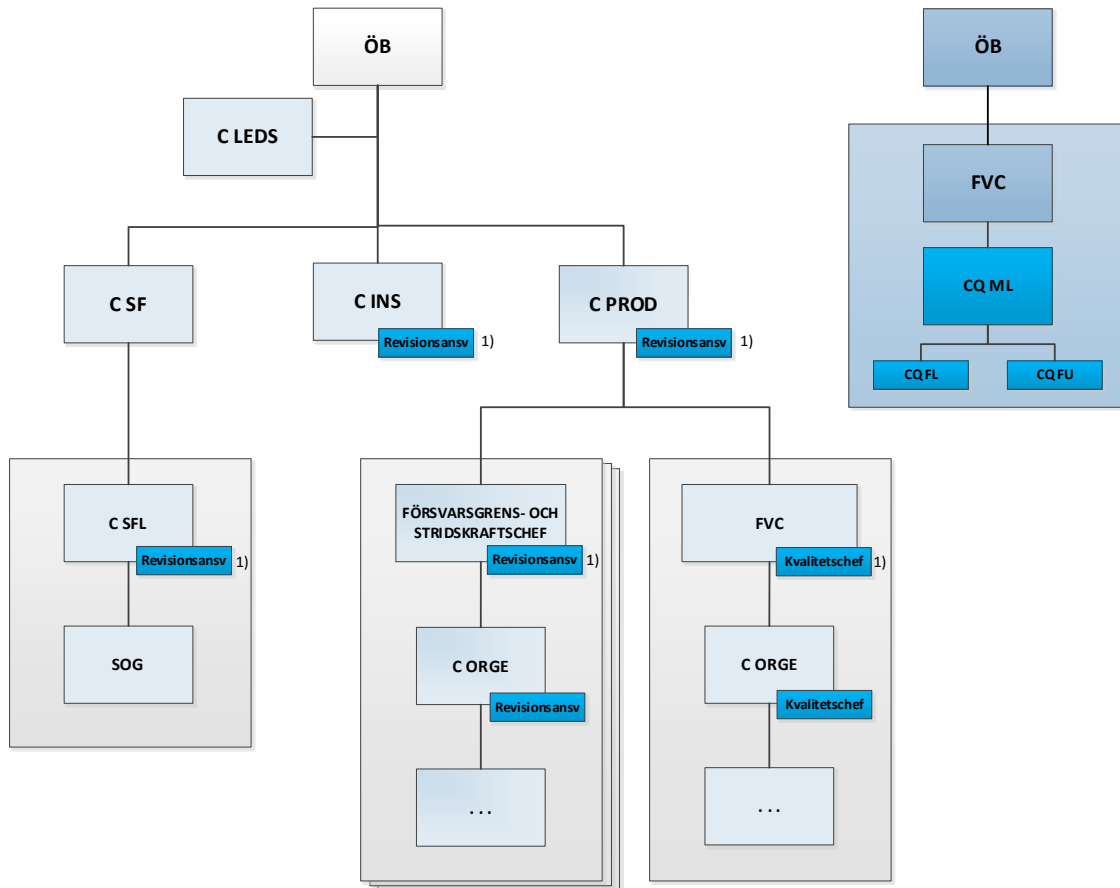 ÖB
ÖB
C LEDS
FVC
C SF
C INS
Revisionsansv 1)
C PROD
Revisionsansv 1)
CQ ML
CQ FL
CQ FU
C SFL
Revisionsansv 1)
SOG
FÖRSVARSGRENS- OCH
STRIDSKRAFTSCHEF
Revisionsansv 1)
C ORGE
Revisionsansv
. . .
FVC
Kvalitetschef 1)
C ORGE
Kvalitetschef
. . .